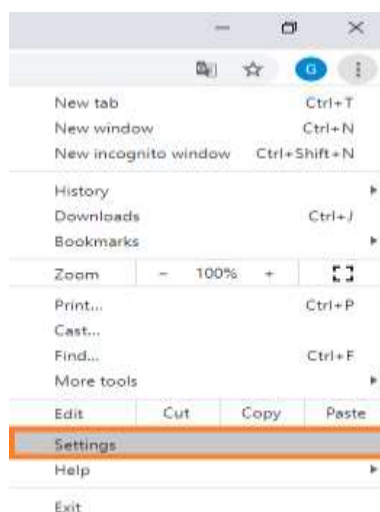 G
New tab Ctrl+T
New window Ctrl+N
New incognito window Ctrl+Shift+N
History
Downloads Ctrl+J
Bookmarks
Zoom - 100% +
Print... Ctrl+P
Cast...
Find... Ctrl+F
More tools
Edit Cut Copy Paste
Settings
Help
Exit